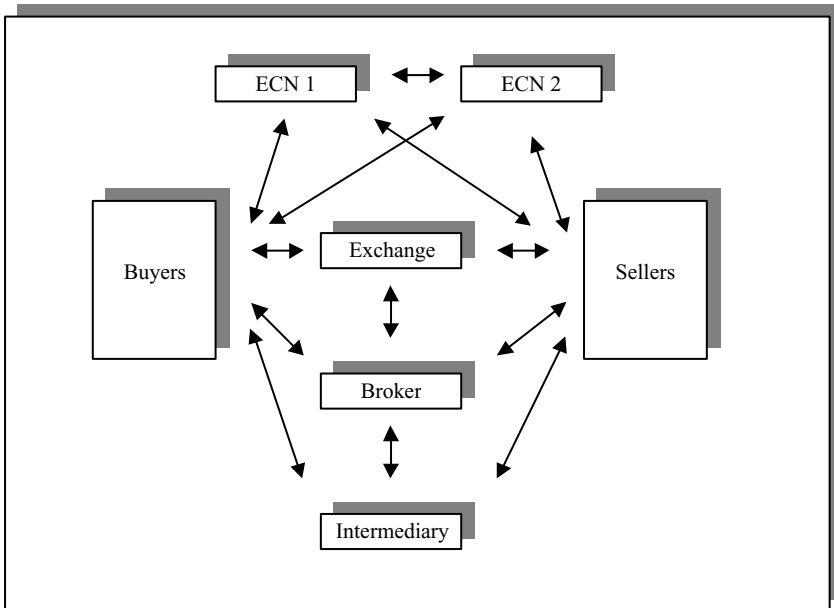 ECN 1
ECN 2
Buyers
Exchange
Sellers
Broker
Intermediary